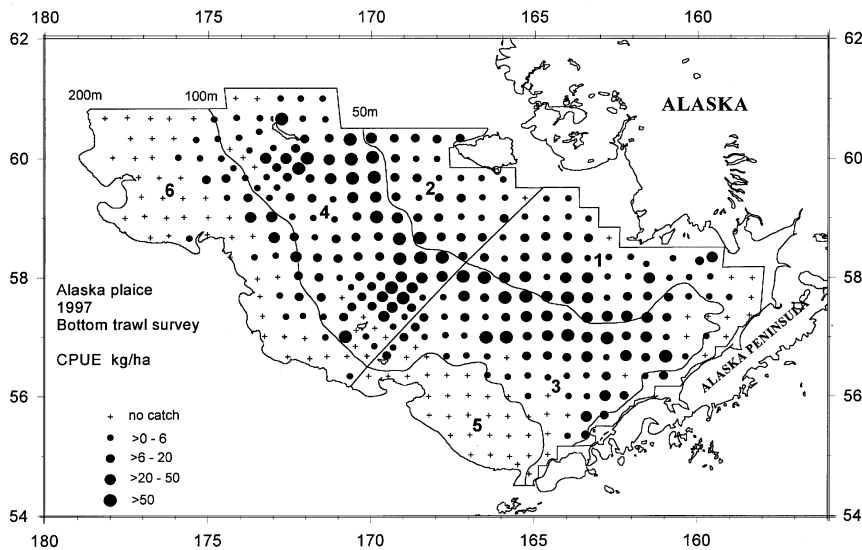 180 175 170 165 160
62 62
200m 100m 50m
ALASKA
60 60
6 2
4
1
58 58
Alaska plaice
1997
Bottom trawl survey
CPUE kg/ha
ALASKA PENINSULA
3
56 56
5
+ no catch
>0 - 6
>6 - 20
>20 - 50
>50
54 54
180 175 170 165 160